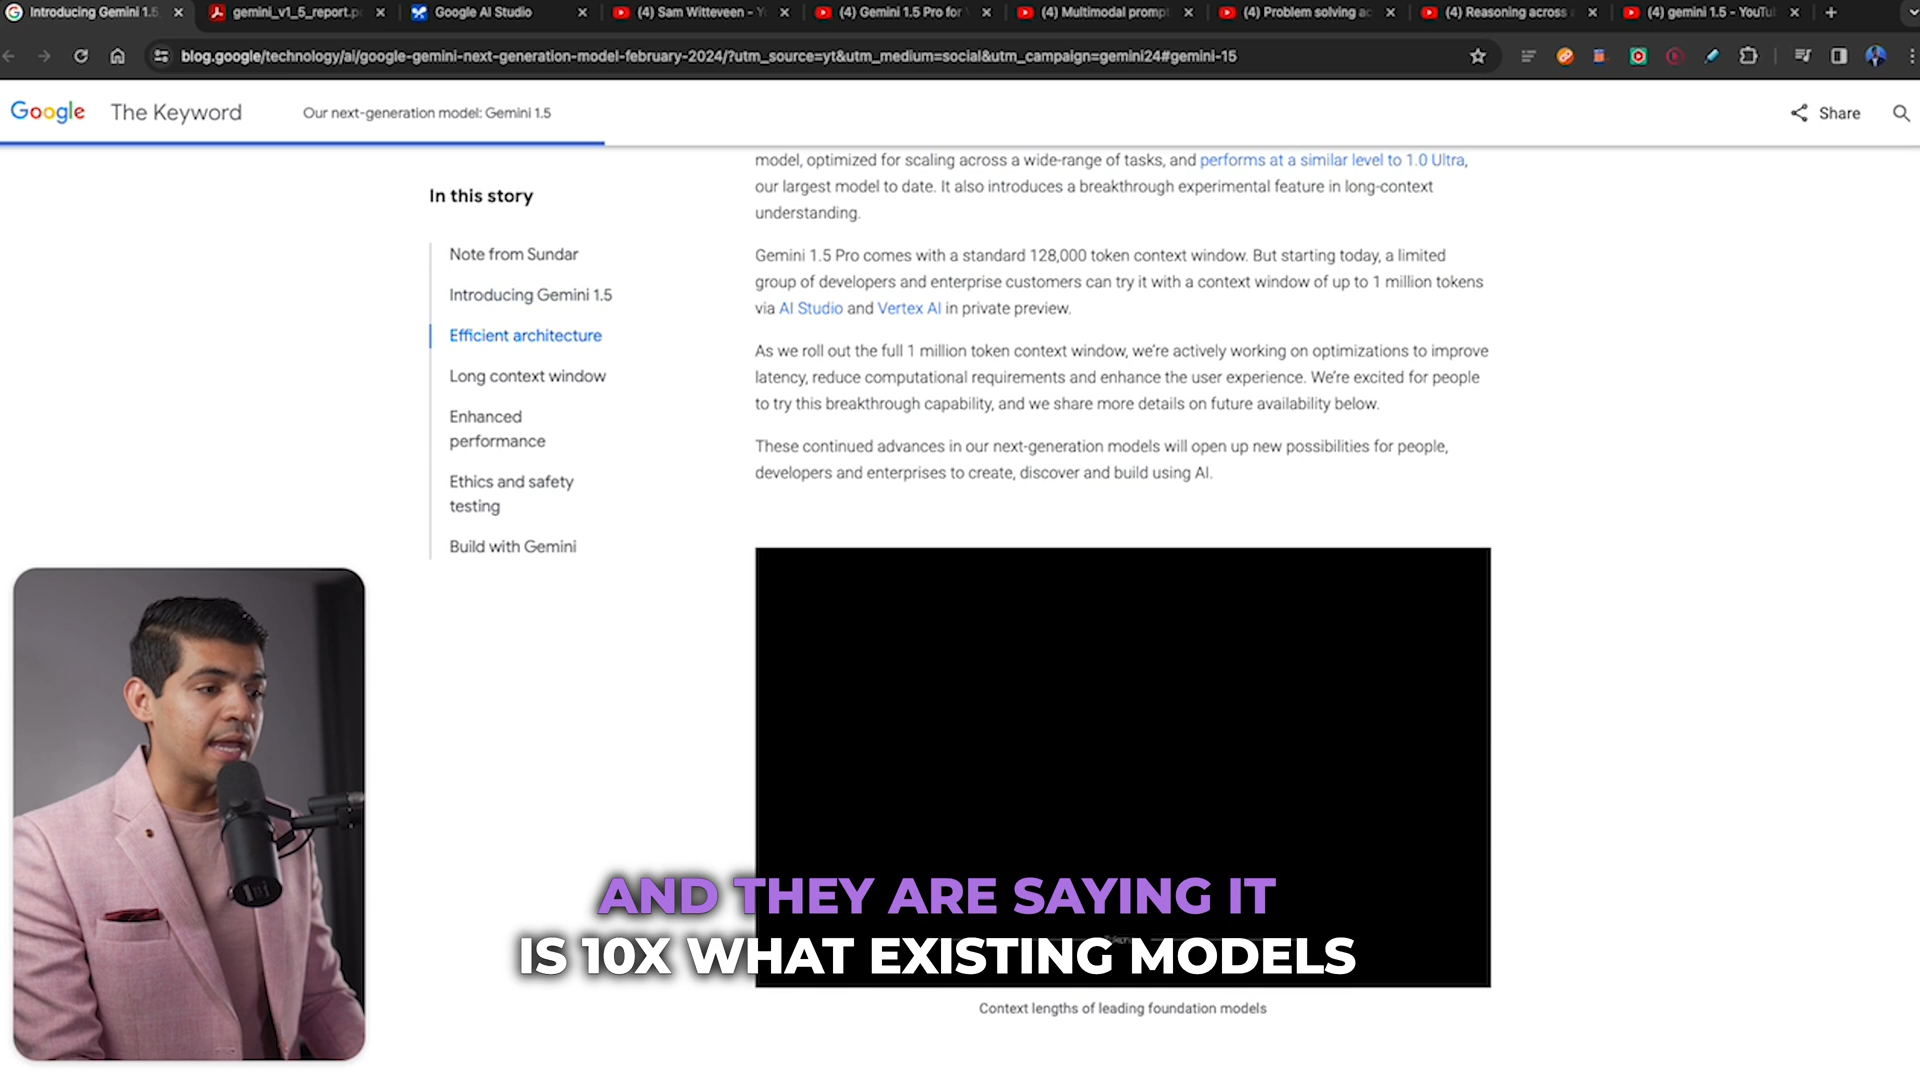 Introducing Gemini 1.5
gemini_v1_5_report.p
Google AI Studio
(4) Sam Witteveen - Y
(4) Gemini 1.5 Pro for
(4) Multimodal prompt
(4) Problem solving ac
(4) Reasoning across
(4) gemini 1.5 - YouTu
blog.google/technology/ai/google-gemini-next-generation-model-february-2024/?utm_source=yt&utm_medium=social&utm_campaign=gemini24#gemini-15
Google The Keyword
Our next-generation model: Gemini 1.5
Share
In this story
Note from Sundar
Introducing Gemini 1.5
Efficient architecture
Long context window
Enhanced
performance
Ethics and safety
testing
Build with Gemini
model, optimized for scaling across a wide-range of tasks, and performs at a similar level to 1.0 Ultra,
our largest model to date. It also introduces a breakthrough experimental feature in long-context
understanding.
Gemini 1.5 Pro comes with a standard 128,000 token context window. But starting today, a limited
group of developers and enterprise customers can try it with a context window of up to 1 million tokens
via AI Studio and Vertex AI in private preview.
As we roll out the full 1 million token context window, we're actively working on optimizations to improve
latency, reduce computational requirements and enhance the user experience. We're excited for people
to try this breakthrough capability, and we share more details on future availability below.
These continued advances in our next-generation models will open up new possibilities for people,
developers and enterprises to create, discover and build using AI.
AND THEY ARE SAYING IT
IS 10X WHAT EXISTING MODELS
Context lengths of leading foundation models